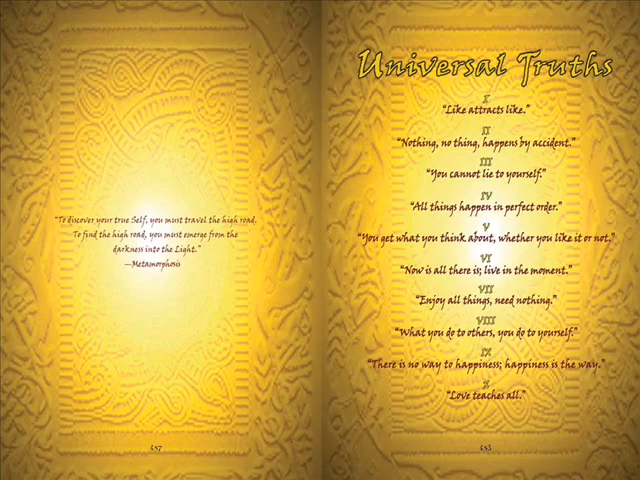 “To discover your true Self, you must travel the high road.
To find the high road, you must emerge from the
darkness into the Light.”
—Metamorphosis
Universal Truths
I
“Like attracts like.”
II
“Nothing, no thing, happens by accident.”
III
“You cannot lie to yourself.”
IV
“All things happen in perfect order.”
V
“You get what you think about, whether you like it or not.”
VI
“Now is all there is; live in the moment.”
VII
“Enjoy all things, need nothing.”
VIII
“What you do to others, you do to yourself.”
IX
“There is no way to happiness; happiness is the way.”
X
“Love teaches all.”